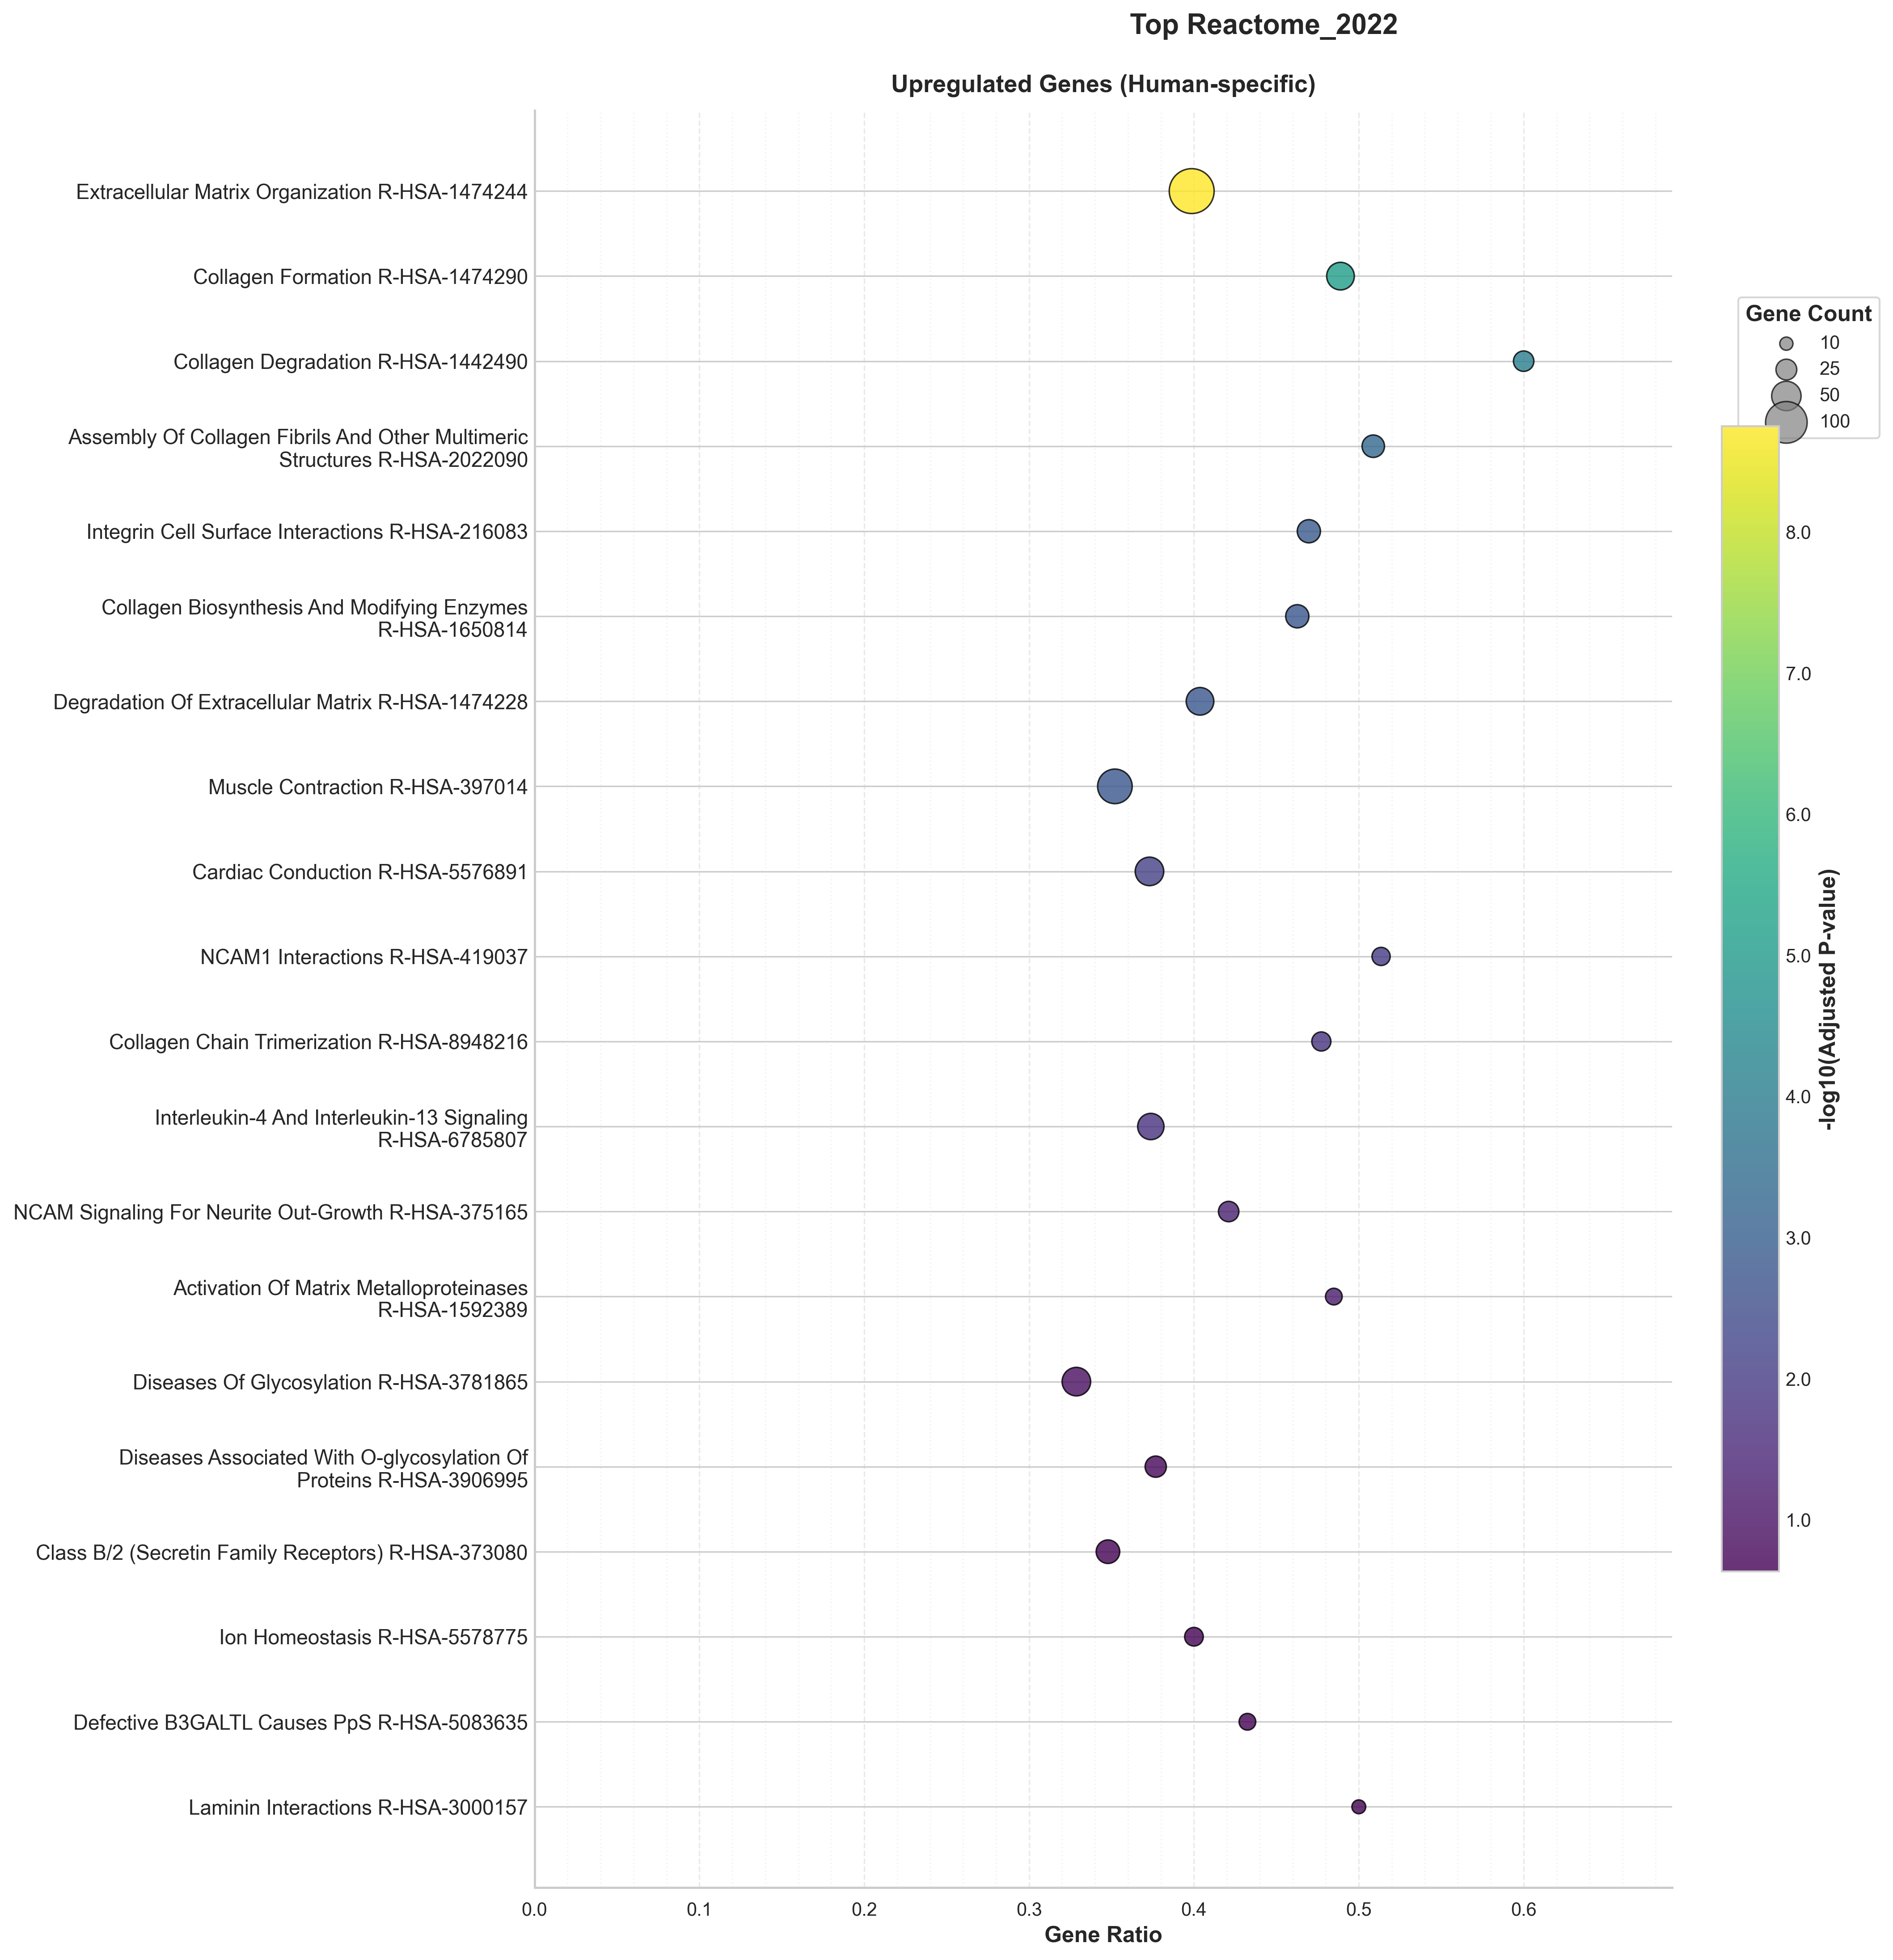 Top Reactome_2022
Upregulated Genes (Human-specific)
Extracellular Matrix Organization R-HSA-1474244
Collagen Formation R-HSA-1474290
Collagen Degradation R-HSA-1442490
Assembly Of Collagen Fibrils And Other Multimeric
Structures R-HSA-2022090
Integrin Cell Surface Interactions R-HSA-216083
Collagen Biosynthesis And Modifying Enzymes
R-HSA-1650814
Degradation Of Extracellular Matrix R-HSA-1474228
Muscle Contraction R-HSA-397014
Cardiac Conduction R-HSA-5576891
NCAM1 Interactions R-HSA-419037
Collagen Chain Trimerization R-HSA-8948216
Interleukin-4 And Interleukin-13 Signaling
R-HSA-6785807
NCAM Signaling For Neurite Out-Growth R-HSA-375165
Activation Of Matrix Metalloproteinases
R-HSA-1592389
Diseases Of Glycosylation R-HSA-3781865
Diseases Associated With O-glycosylation Of
Proteins R-HSA-3906995
Class B/2 (Secretin Family Receptors) R-HSA-373080
Ion Homeostasis R-HSA-5578775
Defective B3GALTL Causes PpS R-HSA-5083635
Laminin Interactions R-HSA-3000157
0.0 0.1 0.2 0.3 0.4 0.5 0.6
Gene Ratio
Gene Count
10
25
50
100
8.0
7.0
6.0
5.0
4.0
3.0
2.0
1.0
-log10(Adjusted P-value)